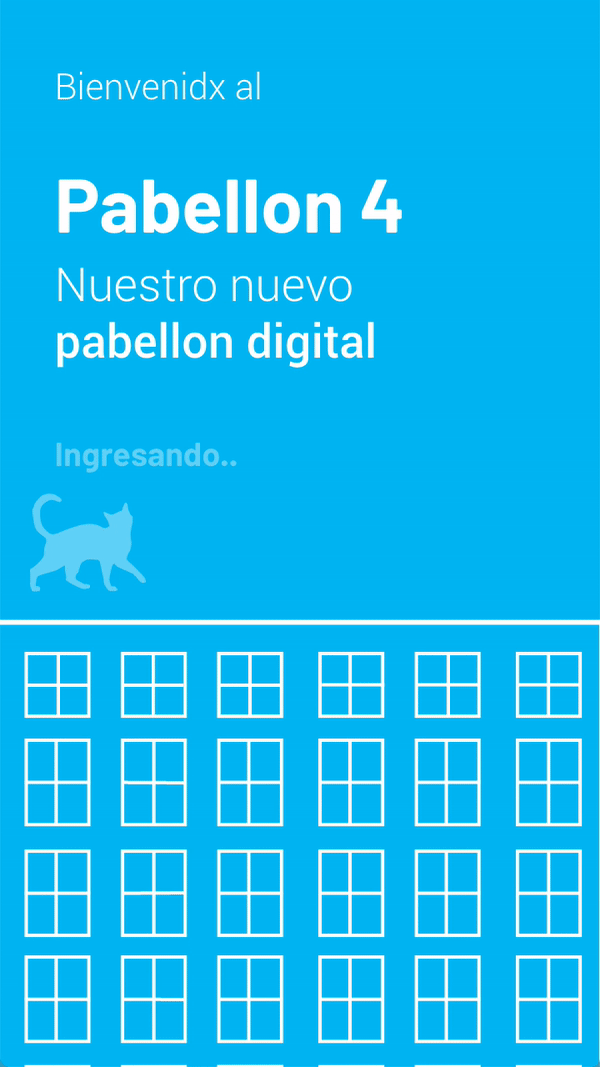 Bienvenidx al
Pabellon 4
Nuestro nuevo
pabellon digital
Ingresando..